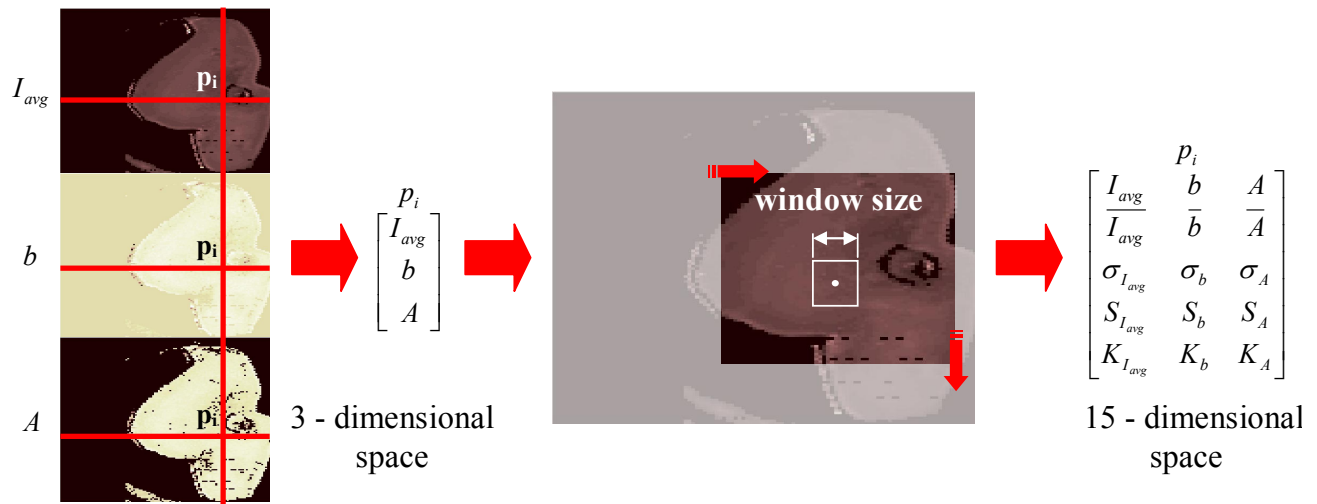 I_avg
p_i
b
p_i
A
p_i
p_i
I_avg
b
A
3 - dimensional
space
window size
p_i
I_avg b A
I̅_avg b̅ A̅
σ_I_avg σ_b σ_A
S_I_avg S_b S_A
K_I_avg K_b K_A
15 - dimensional
space